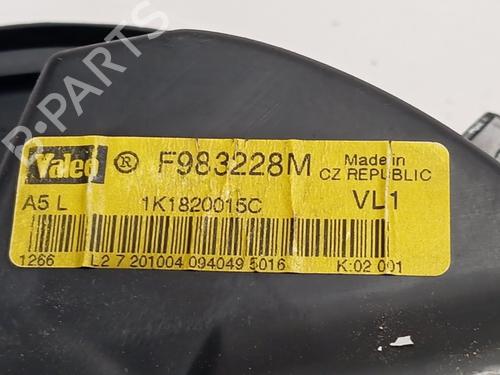 B-PARTS
Valeo ® F983228M Made in
CZ REPUBLIC
A5 L 1K1820015C VL1
1266 L2 7 201004 094049 5016 K:02 001